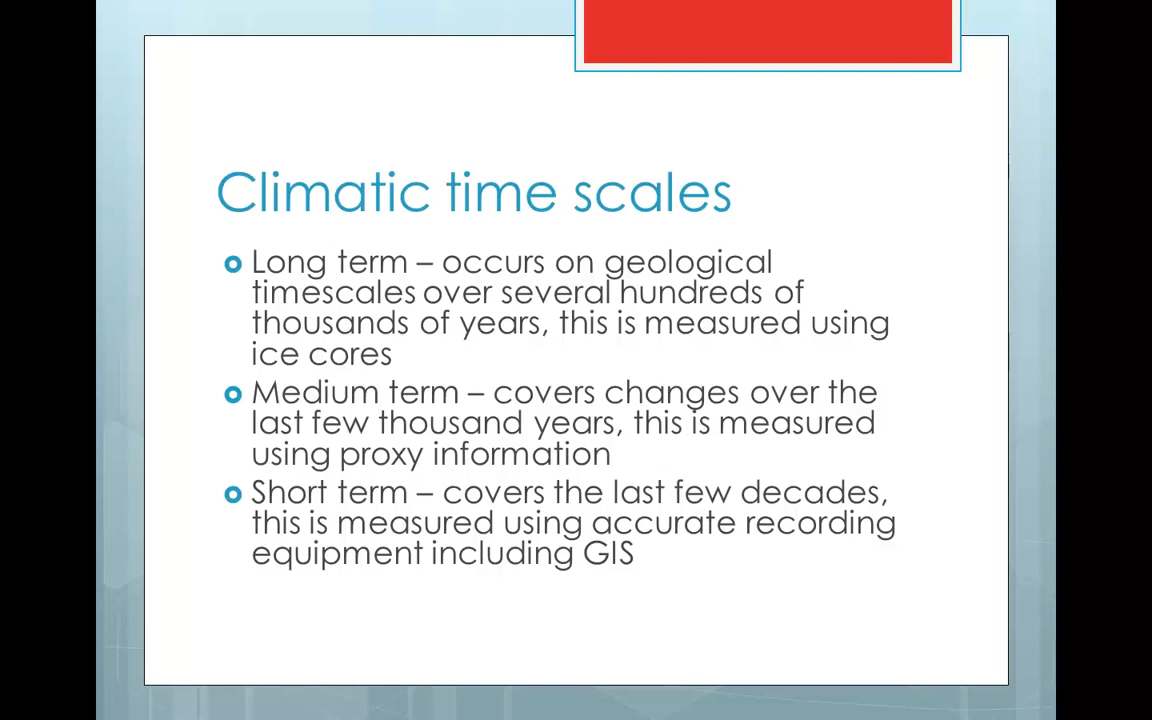 Climatic time scales
Long term – occurs on geological
timescales over several hundreds of
thousands of years, this is measured using
ice cores
Medium term – covers changes over the
last few thousand years, this is measured
using proxy information
Short term – covers the last few decades,
this is measured using accurate recording
equipment including GIS